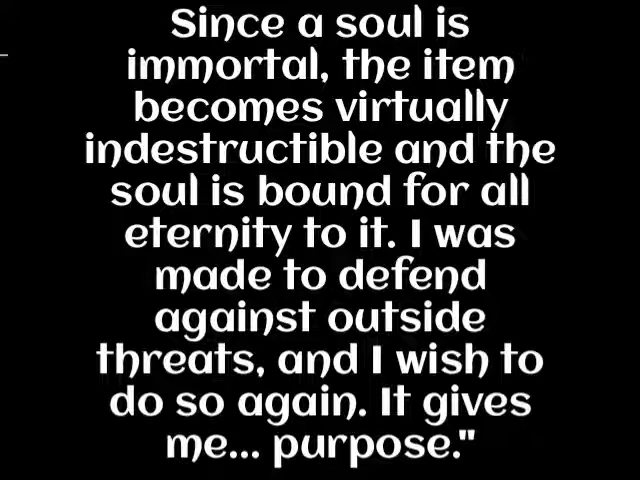 Since a soul is
immortal, the item
becomes virtually
indestructible and the
soul is bound for all
eternity to it. I was
made to defend
against outside
threats, and I wish to
do so again. It gives
me... purpose."